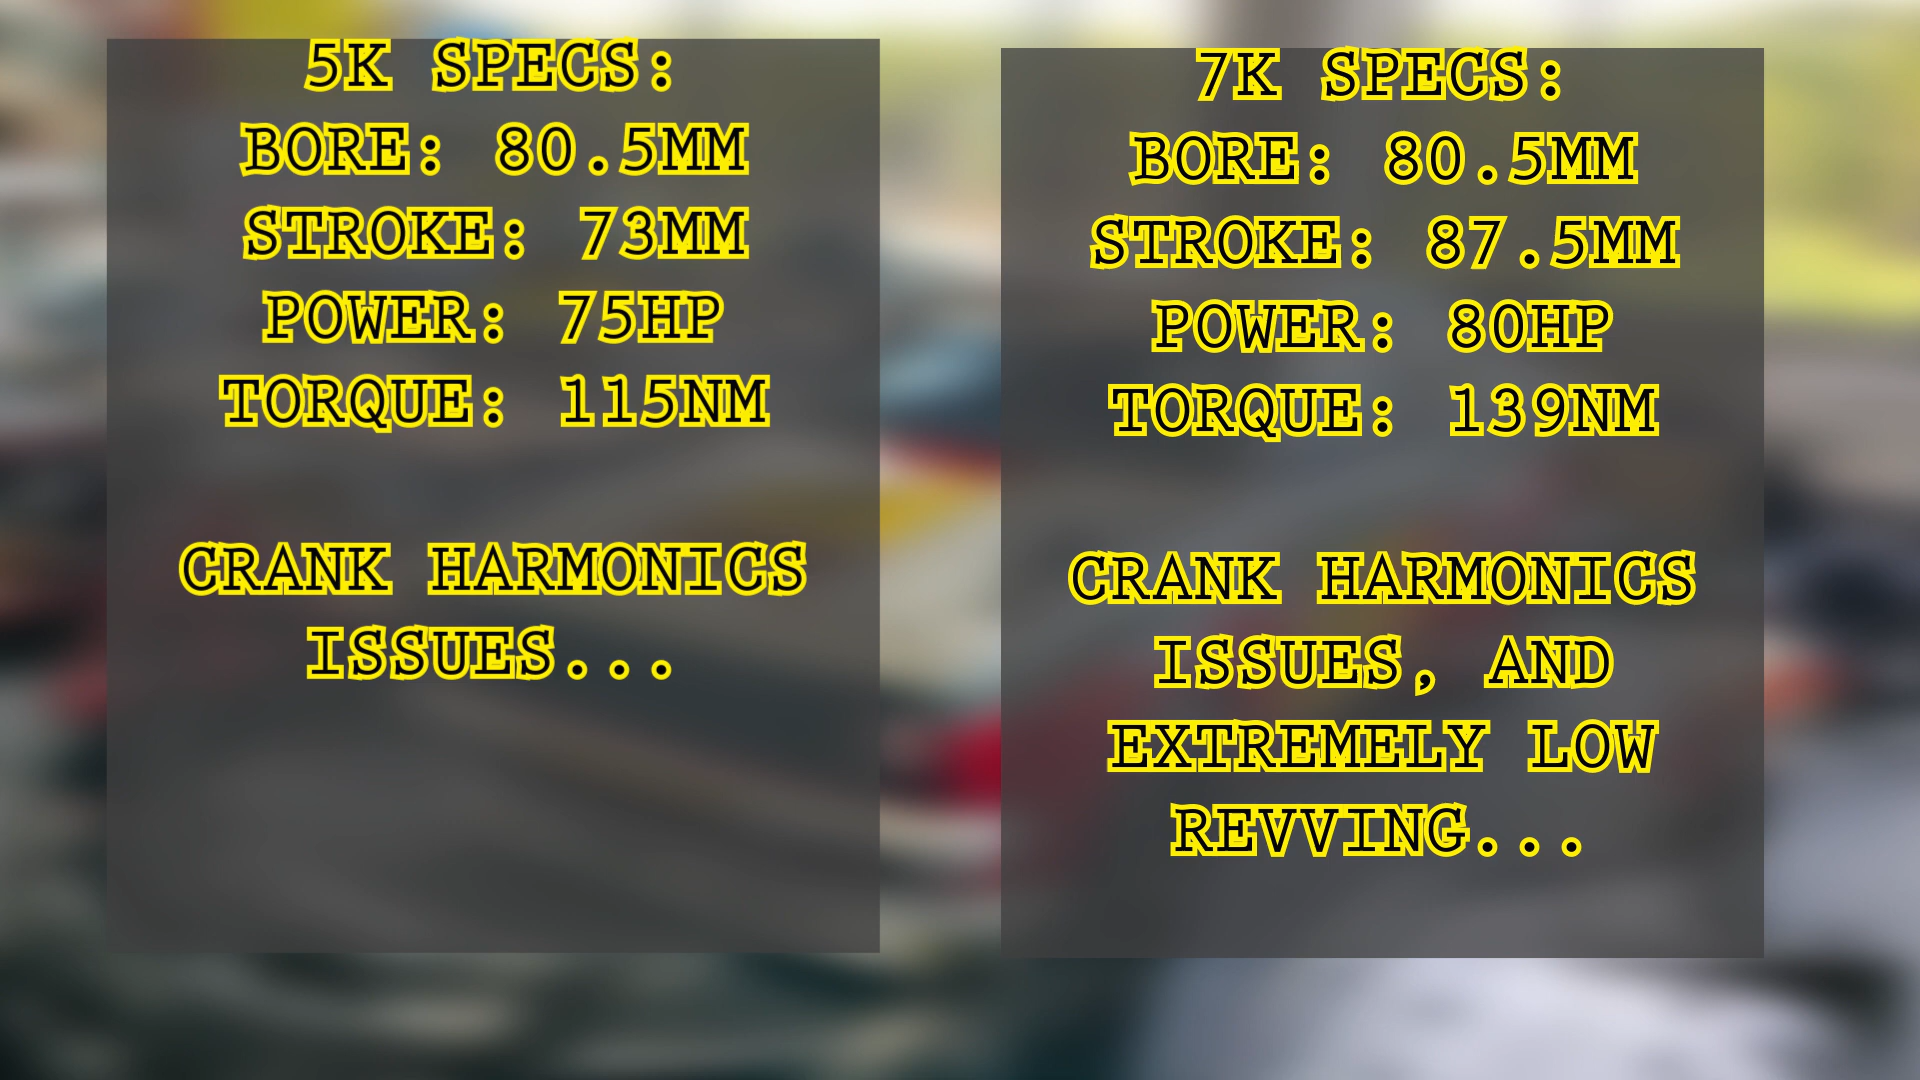 5K SPECS:
BORE: 80.5MM
STROKE: 73MM
POWER: 75HP
TORQUE: 115NM
CRANK HARMONICS
ISSUES...
7K SPECS:
BORE: 80.5MM
STROKE: 87.5MM
POWER: 80HP
TORQUE: 139NM
CRANK HARMONICS
ISSUES, AND
EXTREMELY LOW
REVVING...